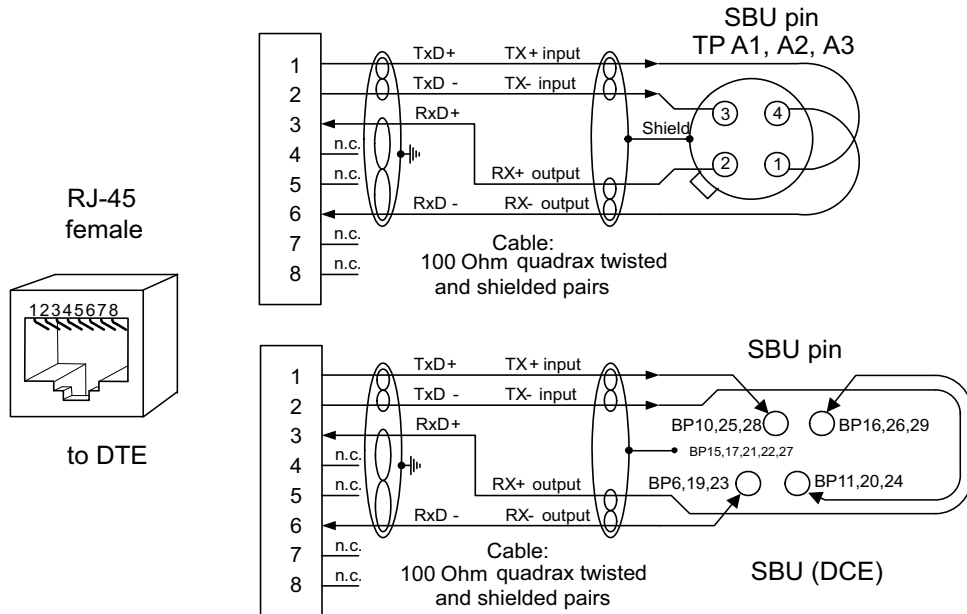 SBU pin
TP A1, A2, A3
1 TxD+ TX+ input
2 TxD - TX- input
3 RxD+
4 n.c.
5 n.c. RX+ output
6 RxD - RX- output
7 n.c.
8 n.c.
Shield
3 4
2 1
Cable:
100 Ohm quadrax twisted
and shielded pairs
RJ-45
female
12345678
to DTE
SBU pin
1 TxD+ TX+ input
2 TxD - TX- input
3 RxD+
4 n.c.
5 n.c. RX+ output
6 RxD - RX- output
7 n.c.
8 n.c.
BP10,25,28 BP16,26,29
BP15,17,21,22,27
BP6,19,23 BP11,20,24
Cable:
100 Ohm quadrax twisted
and shielded pairs
SBU (DCE)